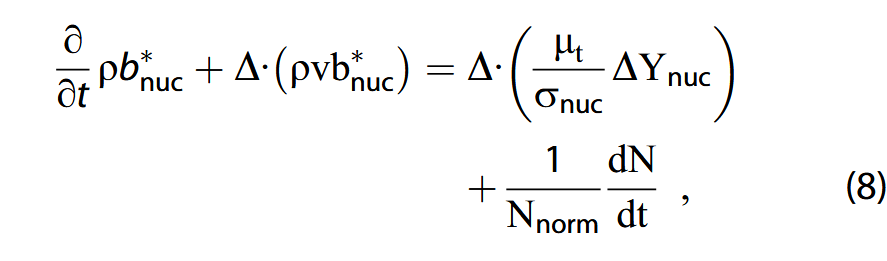 ∂/∂t ρb*nuc + Δ·(ρvb*nuc) = Δ·(μt/σnuc ΔYnuc)
+ 1/Nnorm dN/dt , (8)